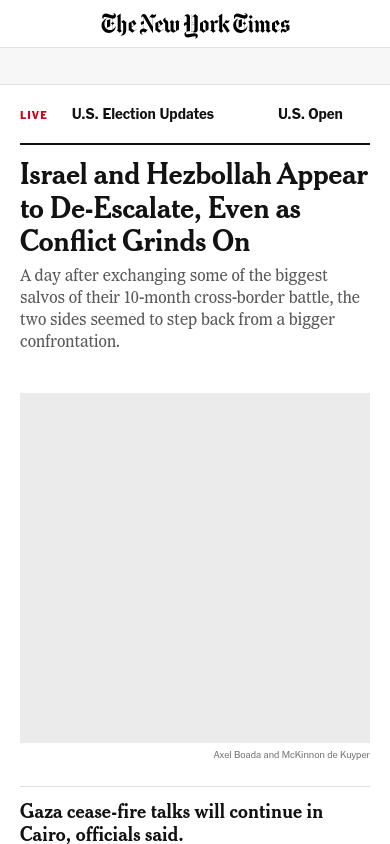 The New York Times
LIVE U.S. Election Updates U.S. Open
Israel and Hezbollah Appear
to De-Escalate, Even as
Conflict Grinds On
A day after exchanging some of the biggest
salvos of their 10-month cross-border battle, the
two sides seemed to step back from a bigger
confrontation.
Axel Boada and McKinnon de Kuyper
Gaza cease-fire talks will continue in
Cairo, officials said.